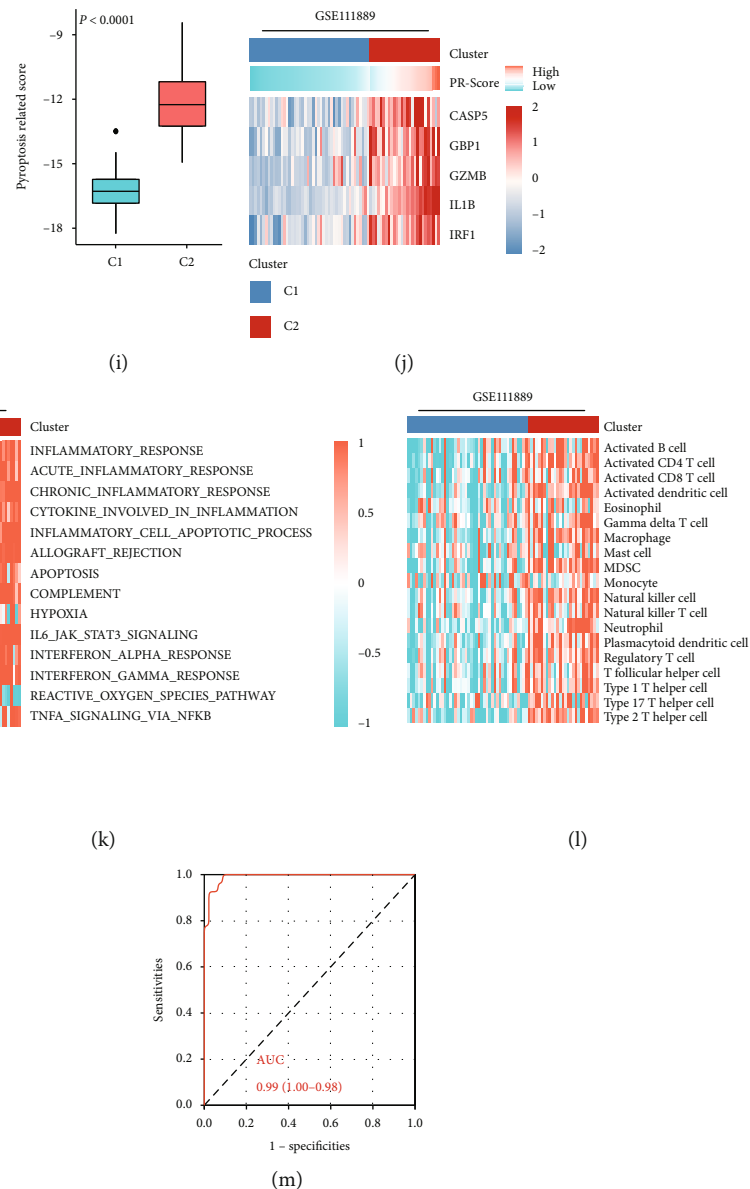 P < 0.0001
−9
−12
−15
−18
Pyroptosis related score
C1
C2
(i)
GSE111889
Cluster
PR-Score
High
Low
CASP5
GBP1
GZMB
IL1B
IRF1
2
1
0
−1
−2
Cluster
C1
C2
(j)
Cluster
INFLAMMATORY_RESPONSE
ACUTE_INFLAMMATORY_RESPONSE
CHRONIC_INFLAMMATORY_RESPONSE
CYTOKINE_INVOLVED_IN_INFLAMMATION
INFLAMMATORY_CELL_APOPTOTIC_PROCESS
ALLOGRAFT_REJECTION
APOPTOSIS
COMPLEMENT
HYPOXIA
IL6_JAK_STAT3_SIGNALING
INTERFERON_ALPHA_RESPONSE
INTERFERON_GAMMA_RESPONSE
REACTIVE_OXYGEN_SPECIES_PATHWAY
TNFA_SIGNALING_VIA_NFKB
1
0.5
0
−0.5
−1
(k)
GSE111889
Cluster
Activated B cell
Activated CD4 T cell
Activated CD8 T cell
Activated dendritic cell
Eosinophil
Gamma delta T cell
Macrophage
Mast cell
MDSC
Monocyte
Natural killer cell
Natural killer T cell
Neutrophil
Plasmacytoid dendritic cell
Regulatory T cell
T follicular helper cell
Type 1 T helper cell
Type 17 T helper cell
Type 2 T helper cell
(l)
1.0
0.8
0.6
0.4
0.2
0.0
Sensitivities
AUC
0.99 (1.00–0.98)
0.0 0.2 0.4 0.6 0.8 1.0
1 – specificities
(m)